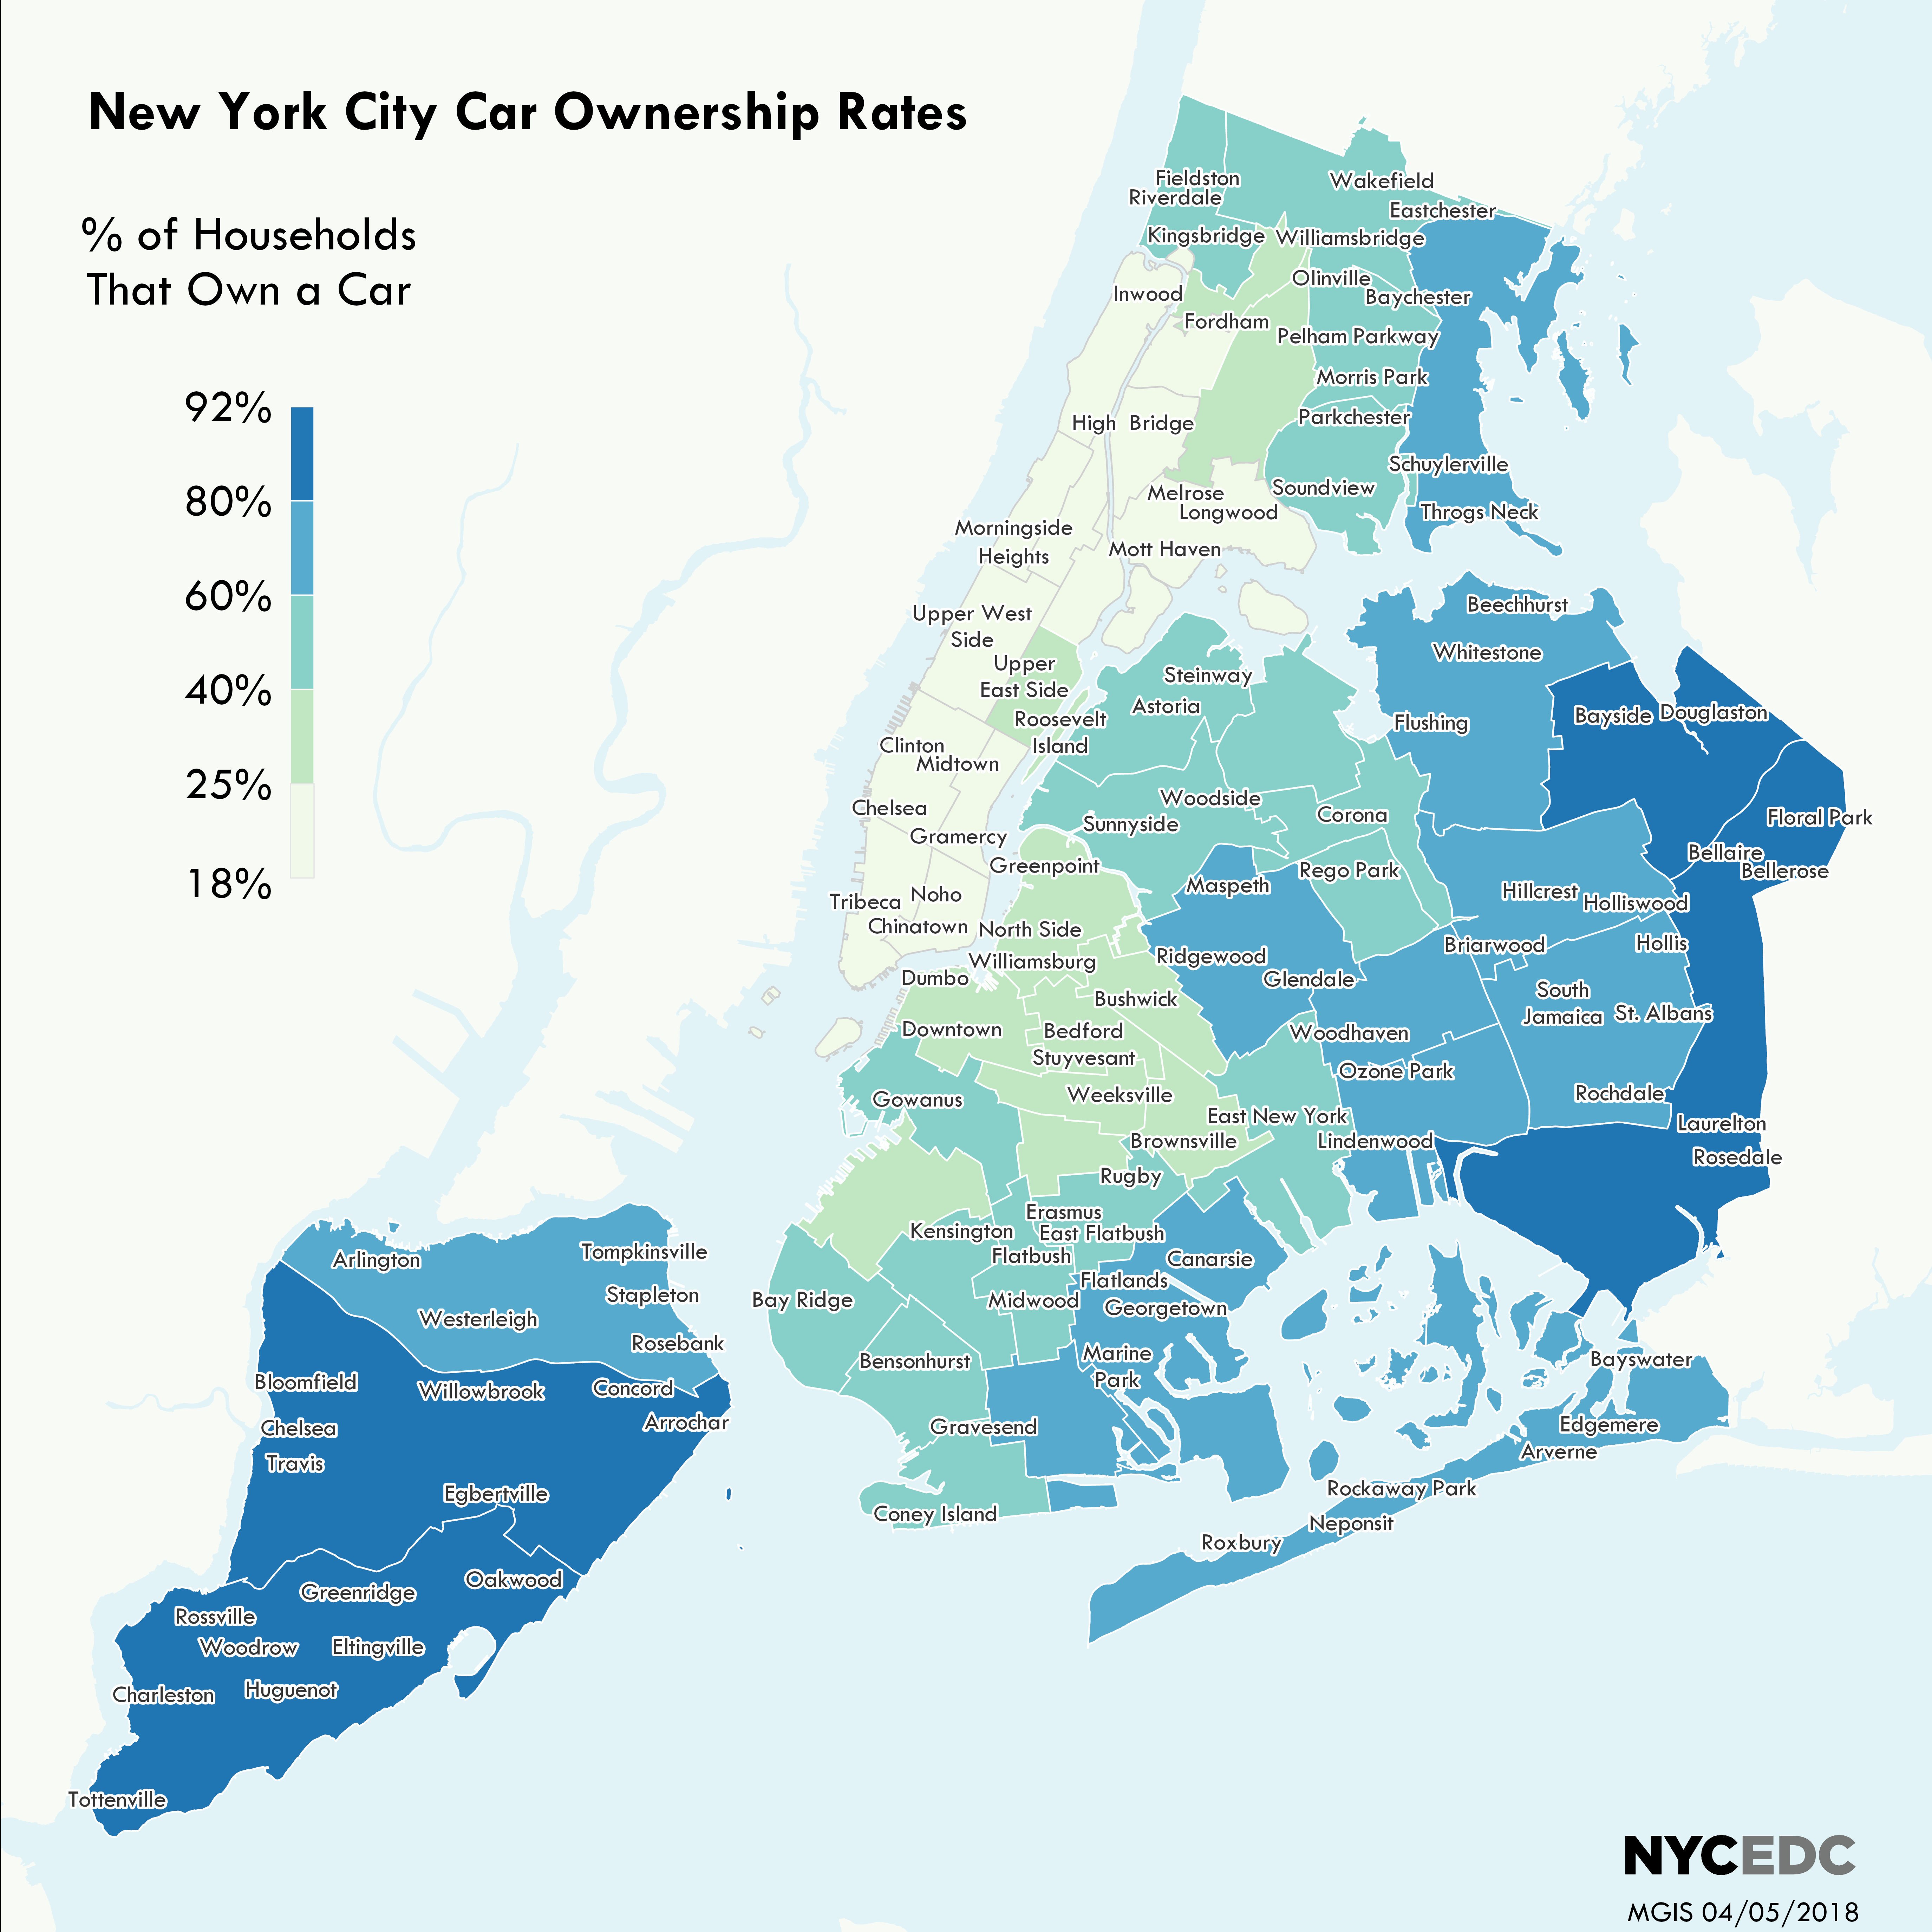 New York City Car Ownership Rates
% of Households
That Own a Car
92%
80%
60%
40%
25%
18%
Fieldston
Riverdale
Wakefield
Eastchester
Kingsbridge
Williamsbridge
Olinville
Inwood
Baychester
Fordham
Pelham Parkway
Morris Park
Parkchester
High Bridge
Schuylerville
Soundview
Melrose
Longwood
Throgs Neck
Morningside
Heights
Mott Haven
Beechhurst
Upper West
Side
Whitestone
Upper
East Side
Steinway
Astoria
Roosevelt
Island
Flushing
Bayside
Douglaston
Clinton
Midtown
Woodside
Chelsea
Sunnyside
Corona
Floral Park
Gramercy
Bellaire
Greenpoint
Rego Park
Bellerose
Maspeth
Hillcrest
Noho
Tribeca
Holliswood
Chinatown
North Side
Briarwood
Hollis
Williamsburg
Ridgewood
Dumbo
Glendale
Bushwick
South
Jamaica
St. Albans
Downtown
Bedford
Stuyvesant
Woodhaven
Ozone Park
Gowanus
Weeksville
Rochdale
East New York
Laurelton
Brownsville
Lindenwood
Rosedale
Rugby
Erasmus
Kensington
East Flatbush
Arlington
Tompkinsville
Flatbush
Canarsie
Flatlands
Stapleton
Bay Ridge
Midwood
Georgetown
Westerleigh
Rosebank
Marine
Park
Bensonhurst
Bayswater
Bloomfield
Willowbrook
Concord
Arrochar
Chelsea
Gravesend
Edgemere
Travis
Arverne
Egbertville
Rockaway Park
Coney Island
Neponsit
Roxbury
Oakwood
Greenridge
Rossville
Woodrow
Eltingville
Charleston
Huguenot
Tottenville
NYCEDC
MGIS 04/05/2018